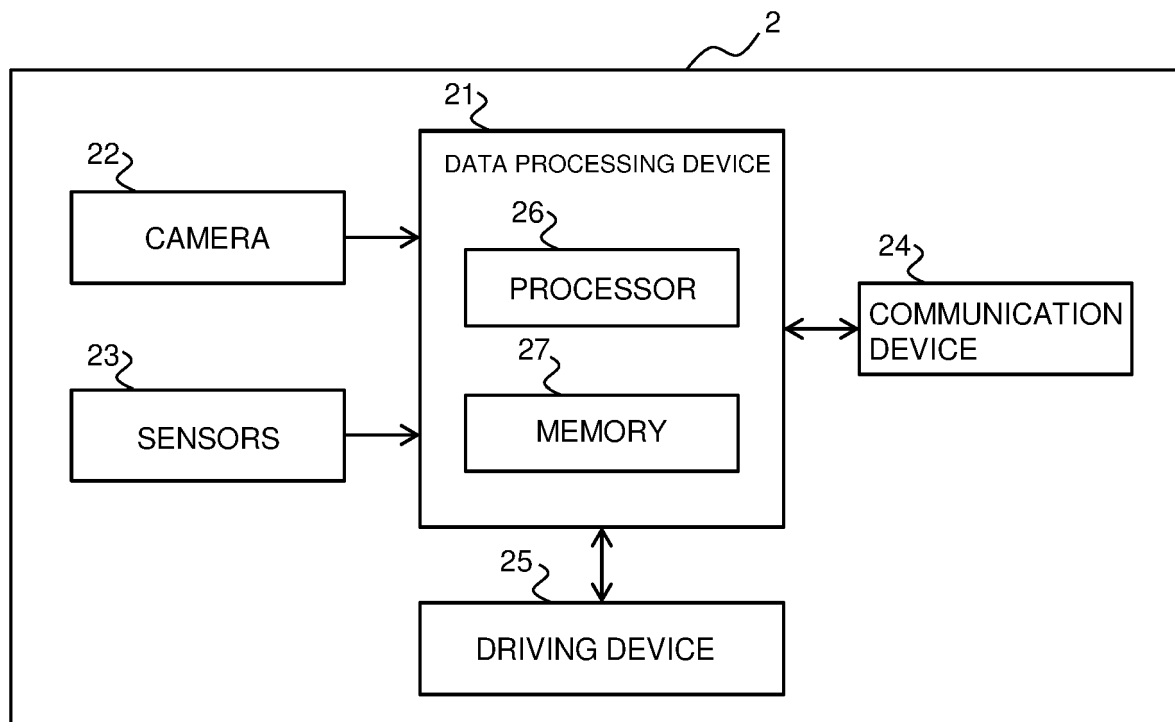 2
21
DATA PROCESSING DEVICE
22
CAMERA
26
PROCESSOR
24
COMMUNICATION
DEVICE
23
SENSORS
27
MEMORY
25
DRIVING DEVICE